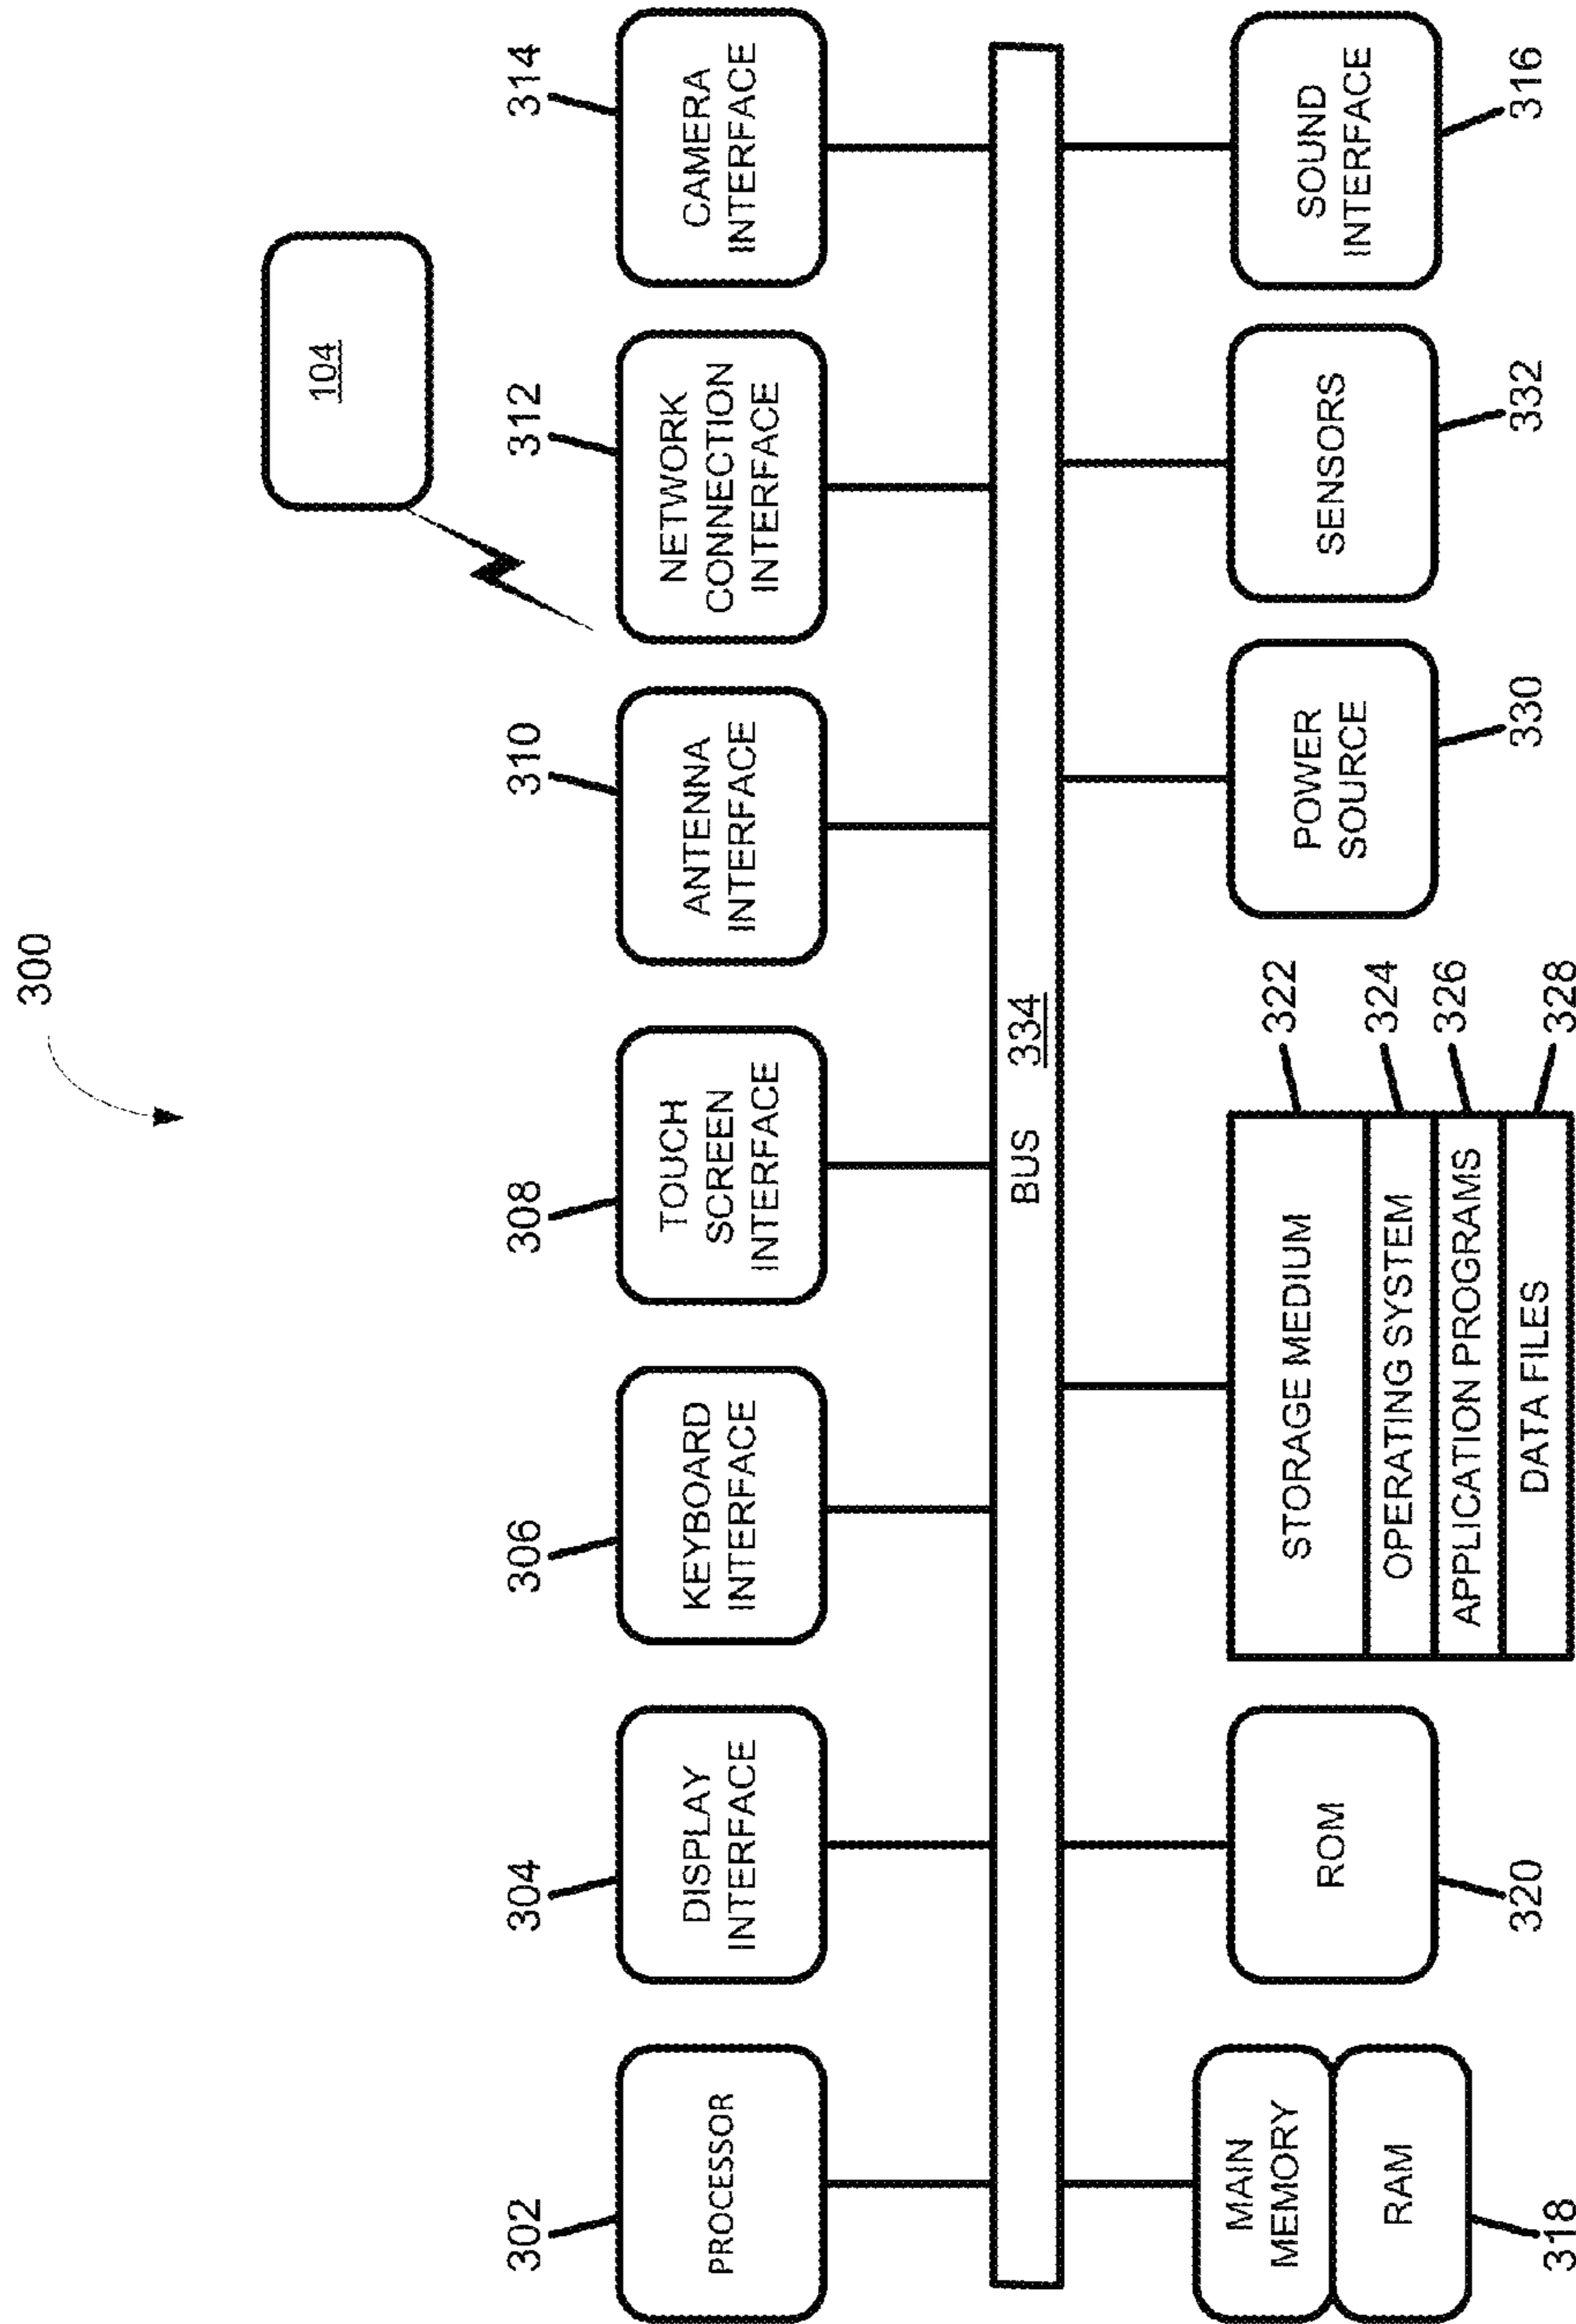 300
104
302
304
306
308
310
312
314
PROCESSOR
DISPLAY
INTERFACE
KEYBOARD
INTERFACE
TOUCH
SCREEN
INTERFACE
ANTENNA
INTERFACE
NETWORK
CONNECTION
INTERFACE
CAMERA
INTERFACE
BUS 334
MAIN
MEMORY
RAM
318
ROM
320
STORAGE MEDIUM
322
OPERATING SYSTEM
324
APPLICATION PROGRAMS
326
DATA FILES
328
POWER
SOURCE
330
SENSORS
332
SOUND
INTERFACE
316